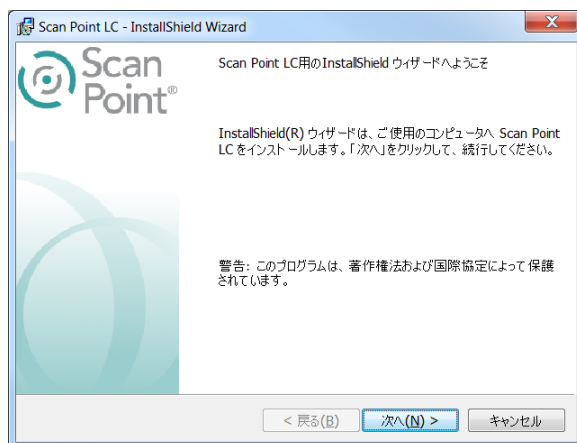 Scan Point LC - InstallShield Wizard
Scan
Point®
Scan Point LC用のInstallShield ウィザードへようこそ
InstallShield(R) ウィザードは、ご使用のコンピュータへ Scan Point
LC をインストールします。「次へ」をクリックして、続行してください。
警告: このプログラムは、著作権法および国際協定によって保護
されています。
< 戻る(B)
次へ(N) >
キャンセル